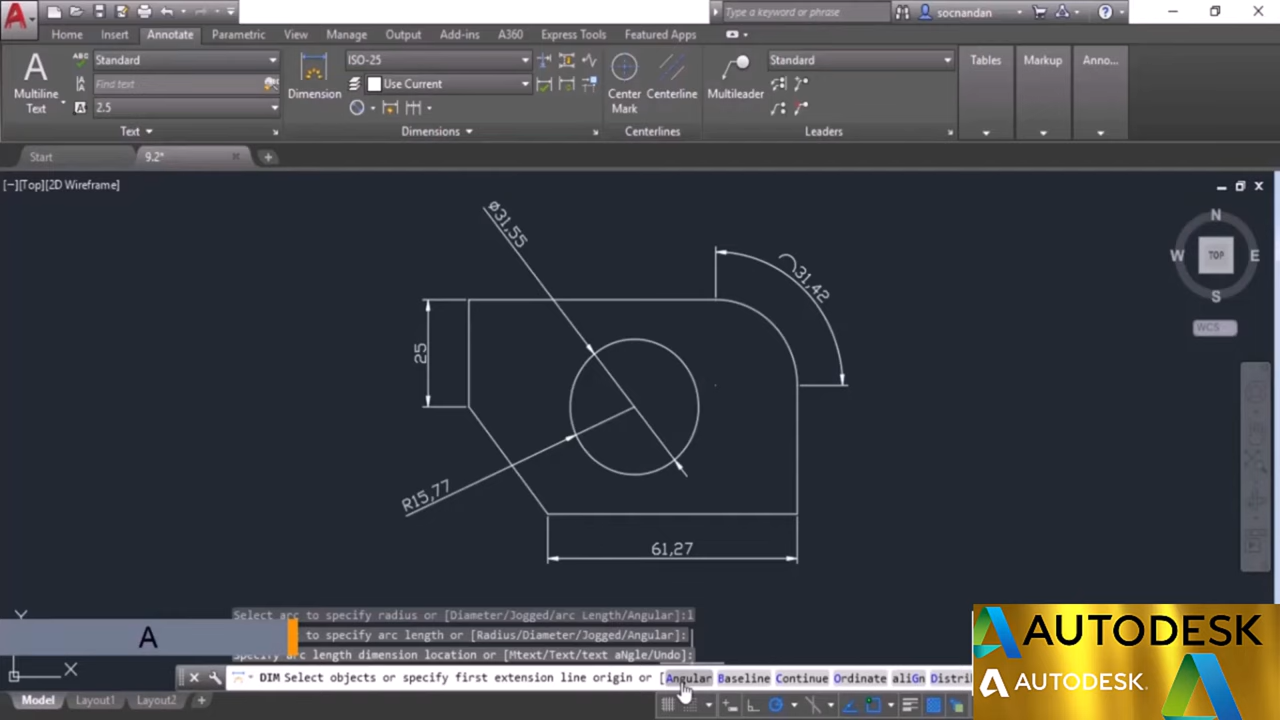 Type a keyword or phrase
socnandan
Home Insert Annotate Parametric View Manage Output Add-ins A360 Express Tools Featured Apps
Standard
Find text
2.5
Multiline
Text
Text
Dimension
ISO-25
Use Current
Dimensions
Center
Mark
Centerline
Centerlines
Multileader
Standard
Leaders
Tables
Markup
Anno...
Start
9.2*
[−][Top][2D Wireframe]
N
W TOP E
S
WCS
ø31,55
31,42
25
R15,77
61,27
Y
X
A
Select arc to specify radius or [Diameter/Jogged/arc Length/Angular]:l
to specify arc length or [Radius/Diameter/Jogged/Angular]:
Specify arc length dimension location or [Mtext/Text/text aNgle/Undo]:
DIM Select objects or specify first extension line origin or [Angular Baseline Continue Ordinate aliGn Distri
Model Layout1 Layout2 +
AUTODESK
AUTODESK.